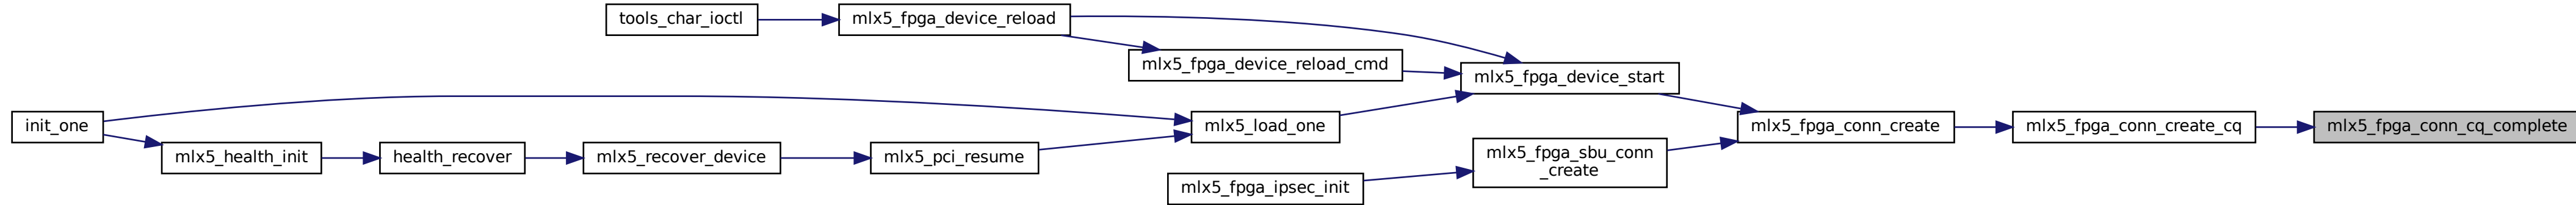 tools_char_ioctl
mlx5_fpga_device_reload
mlx5_fpga_device_reload_cmd
mlx5_fpga_device_start
init_one
mlx5_load_one
mlx5_fpga_conn_create
mlx5_fpga_conn_create_cq
mlx5_fpga_conn_cq_complete
mlx5_health_init
health_recover
mlx5_recover_device
mlx5_pci_resume
mlx5_fpga_sbu_conn
_create
mlx5_fpga_ipsec_init